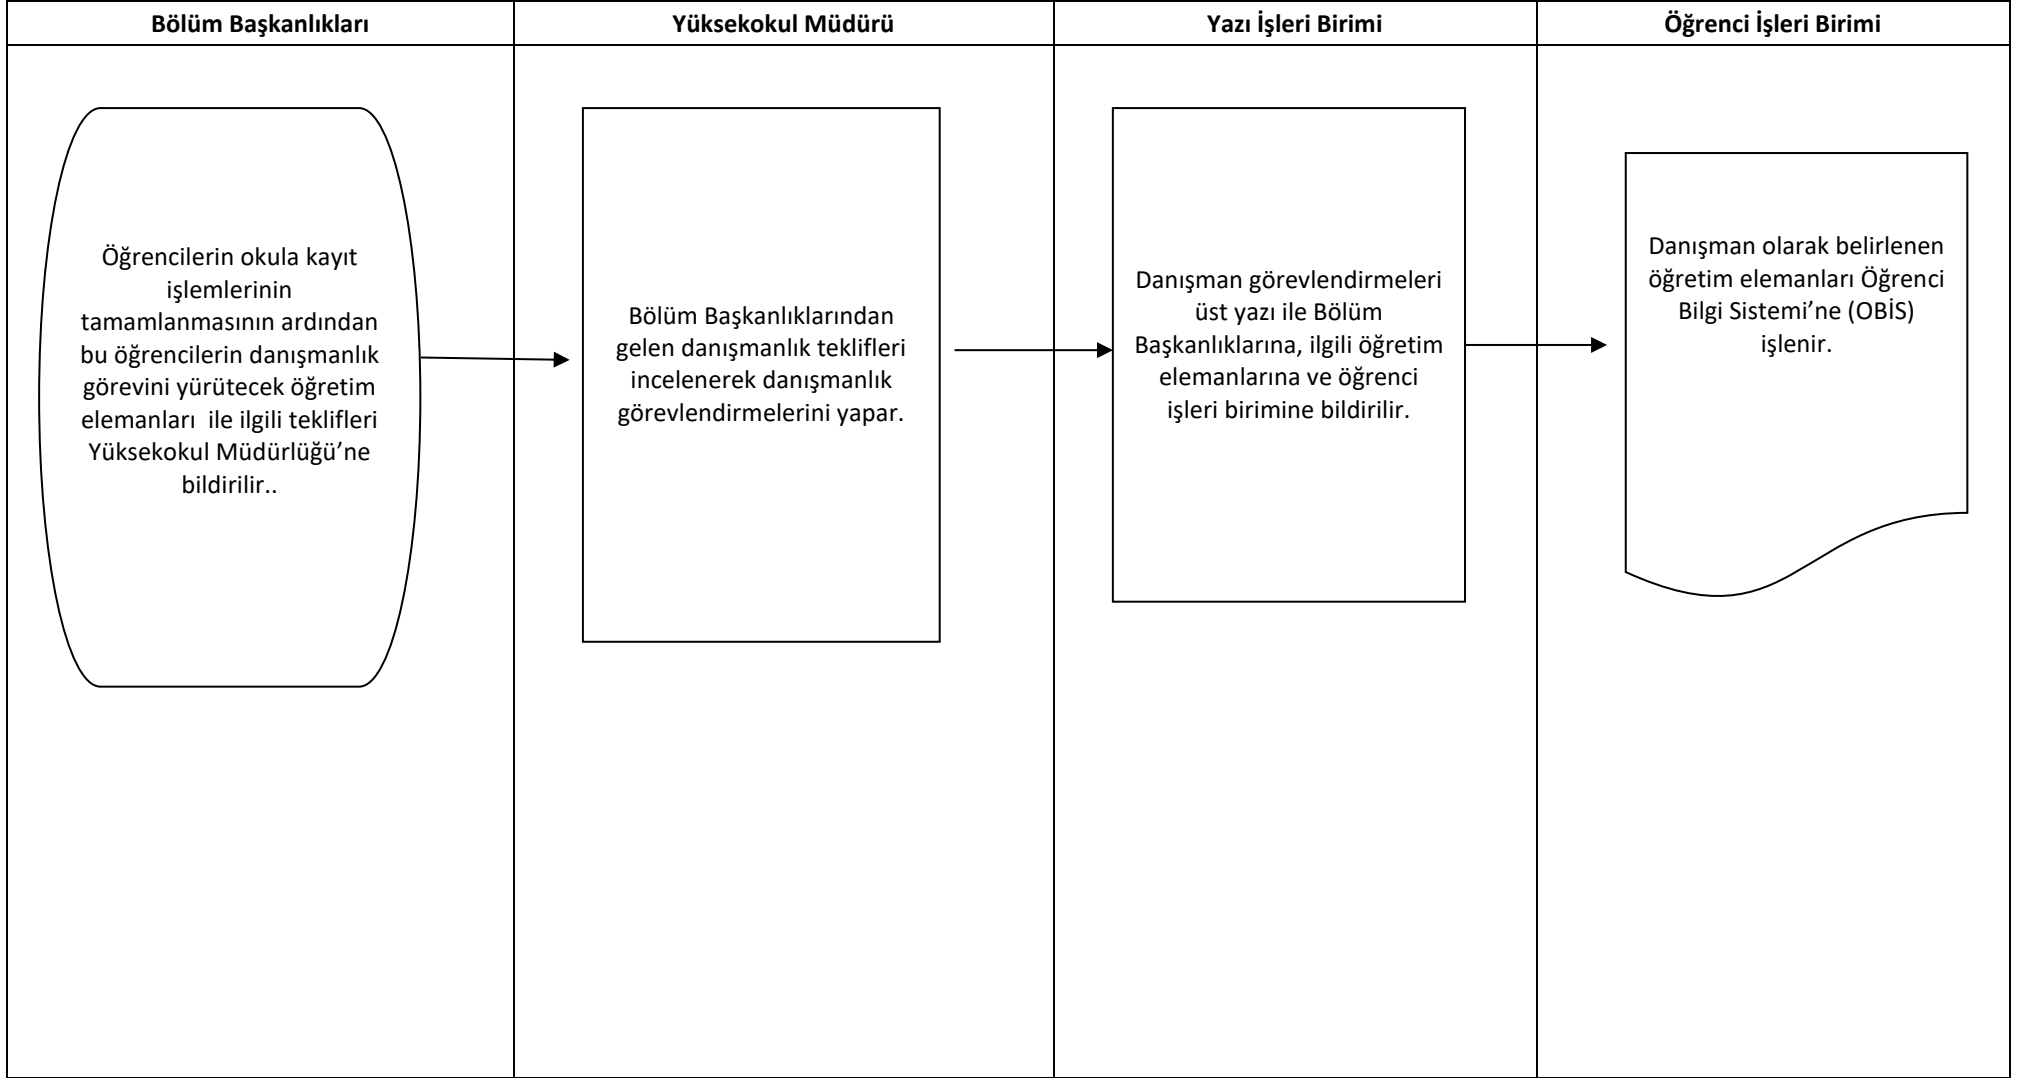 Bölüm Başkanlıkları
Yüksekokul Müdürü
Yazı İşleri Birimi
Öğrenci İşleri Birimi
Öğrencilerin okula kayıt
işlemlerinin
tamamlanmasının ardından
bu öğrencilerin danışmanlık
görevini yürütecek öğretim
elemanları  ile ilgili teklifleri
Yüksekokul Müdürlüğü’ne
bildirilir..
Bölüm Başkanlıklarından
gelen danışmanlık teklifleri
incelenerek danışmanlık
görevlendirmelerini yapar.
Danışman görevlendirmeleri
üst yazı ile Bölüm
Başkanlıklarına, ilgili öğretim
elemanlarına ve öğrenci
işleri birimine bildirilir.
Danışman olarak belirlenen
öğretim elemanları Öğrenci
Bilgi Sistemi’ne (OBİS)
işlenir.